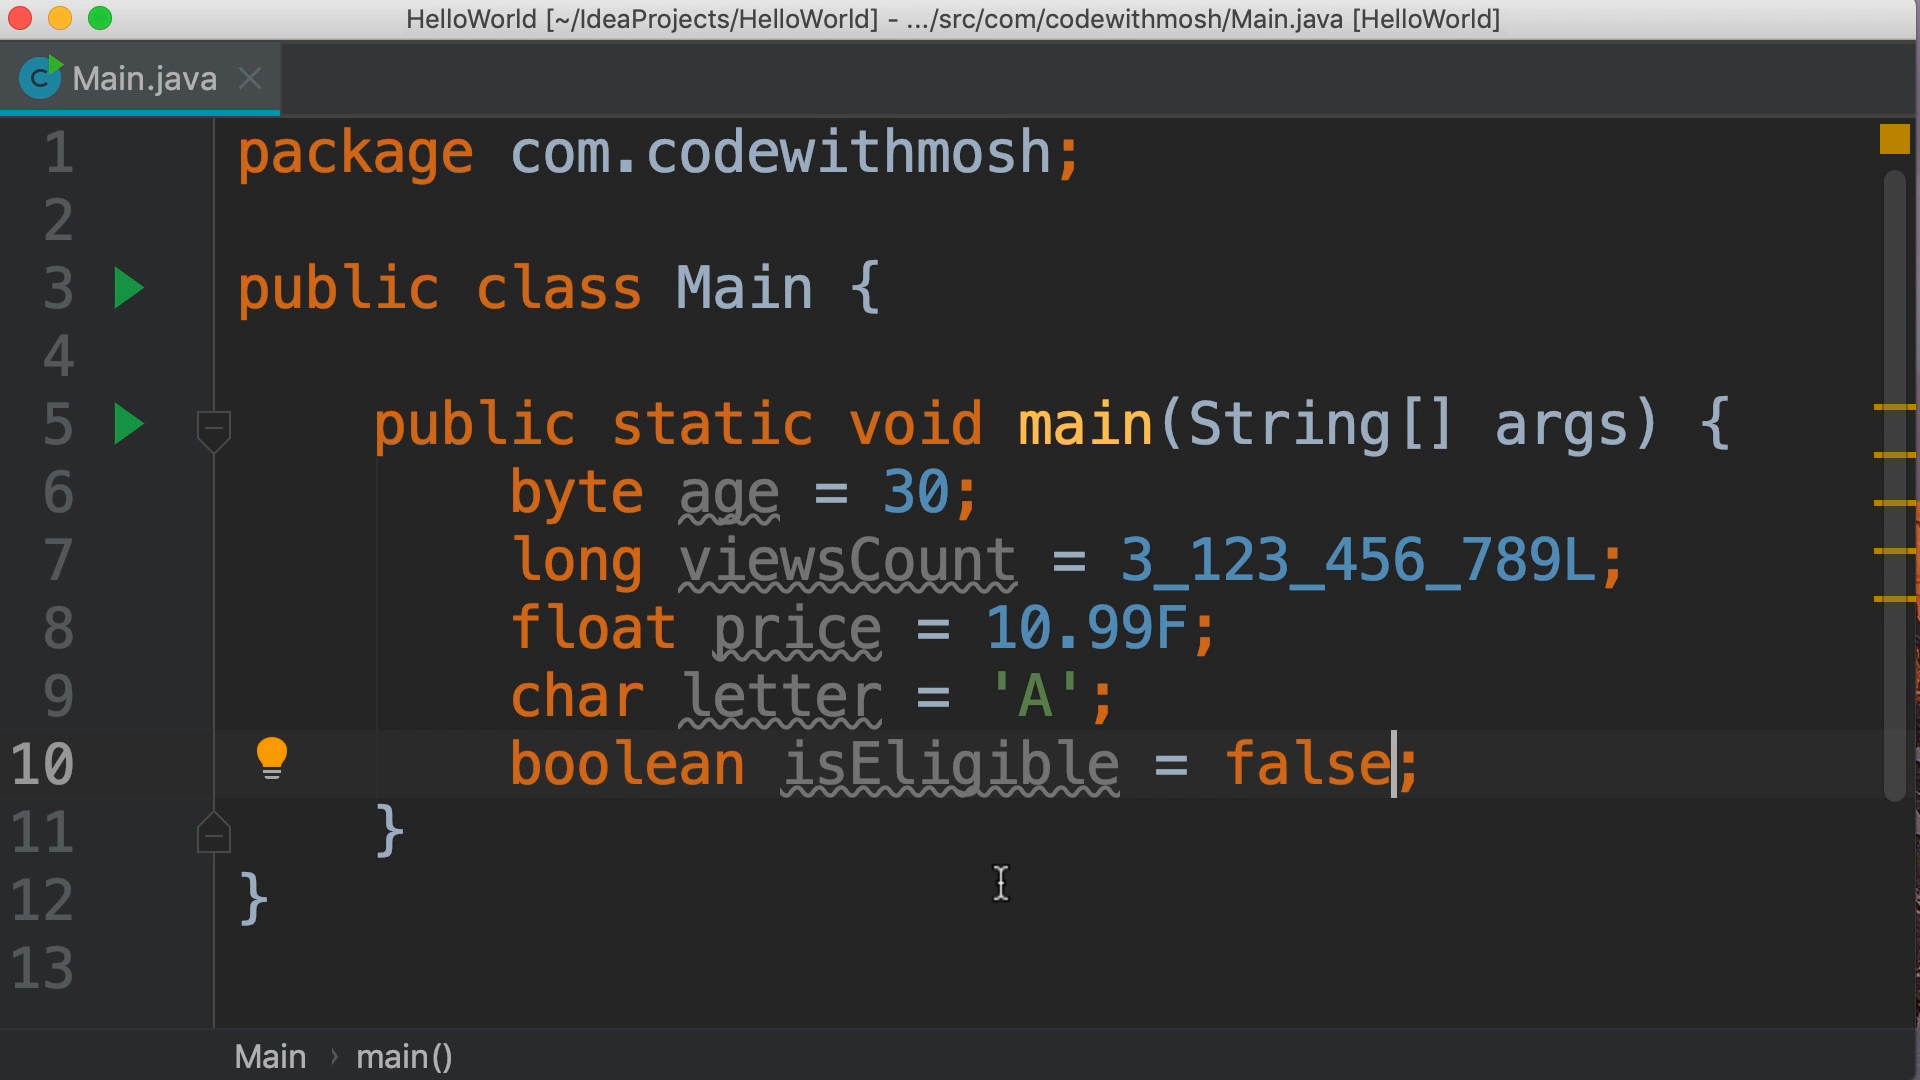 HelloWorld [~/IdeaProjects/HelloWorld] - .../src/com/codewithmosh/Main.java [HelloWorld]
C Main.java
1 package com.codewithmosh;
2
3 public class Main {
4
5 public static void main(String[] args) {
6 byte age = 30;
7 long viewsCount = 3_123_456_789L;
8 float price = 10.99F;
9 char letter = 'A';
10 boolean isEligible = false;
11 }
12 }
13
Main › main()